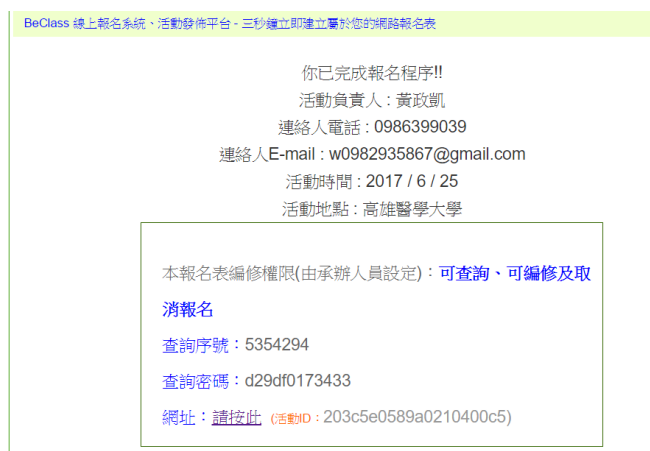 BeClass 線上報名系統、活動發佈平台 - 三秒鐘立即建立屬於您的網路報名表
你已完成報名程序!!
活動負責人 : 黃政凱
連絡人電話 : 0986399039
連絡人E-mail : w0982935867@gmail.com
活動時間 : 2017 / 6 / 25
活動地點 : 高雄醫學大學
本報名表編修權限(由承辦人員設定)：可查詢、可編修及取
消報名
查詢序號：5354294
查詢密碼：d29df0173433
網址：請按此 (活動ID：203c5e0589a0210400c5)